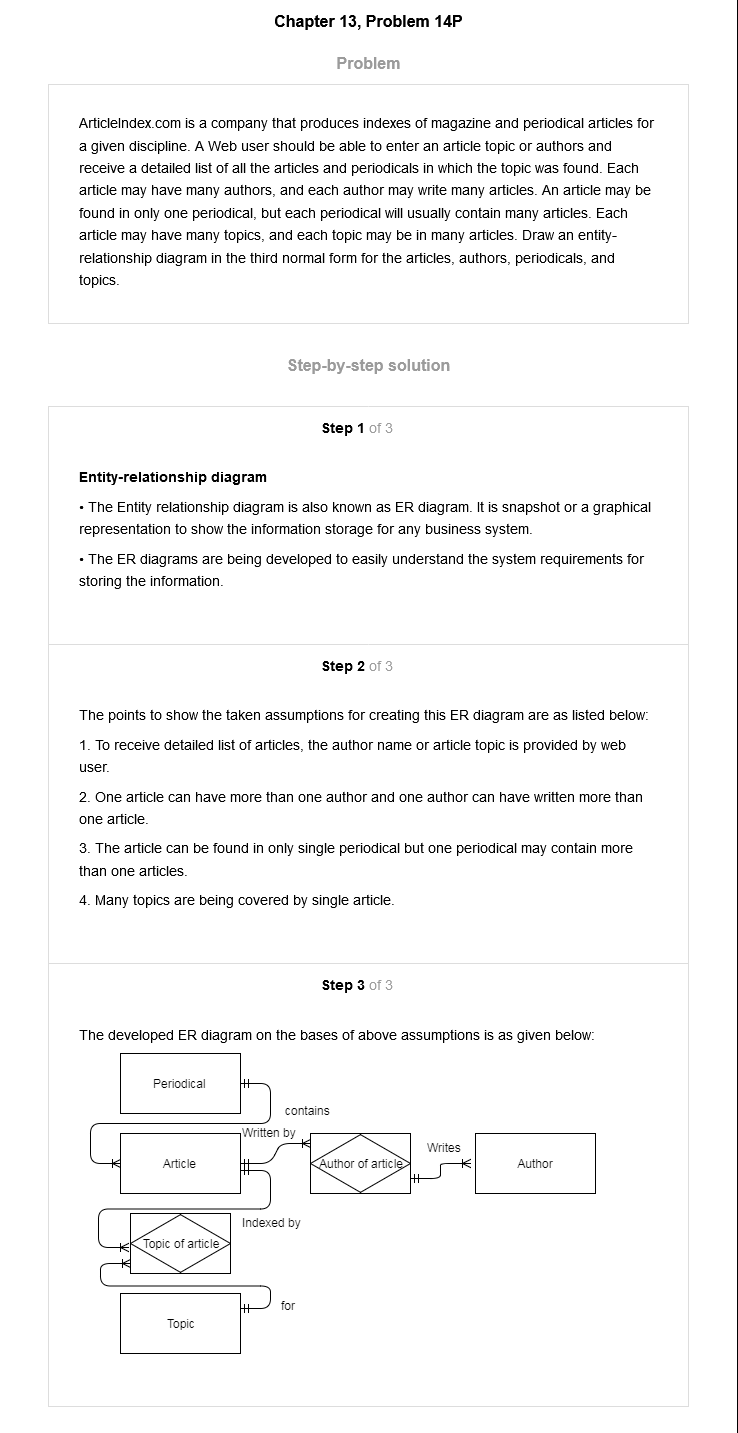 Chapter 13, Problem 14P
Problem
ArticleIndex.com is a company that produces indexes of magazine and periodical articles for
a given discipline. A Web user should be able to enter an article topic or authors and
receive a detailed list of all the articles and periodicals in which the topic was found. Each
article may have many authors, and each author may write many articles. An article may be
found in only one periodical, but each periodical will usually contain many articles. Each
article may have many topics, and each topic may be in many articles. Draw an entity-
relationship diagram in the third normal form for the articles, authors, periodicals, and
topics.
Step-by-step solution
Step 1 of 3
Entity-relationship diagram
• The Entity relationship diagram is also known as ER diagram. It is snapshot or a graphical
representation to show the information storage for any business system.
• The ER diagrams are being developed to easily understand the system requirements for
storing the information.
Step 2 of 3
The points to show the taken assumptions for creating this ER diagram are as listed below:
1. To receive detailed list of articles, the author name or article topic is provided by web
user.
2. One article can have more than one author and one author can have written more than
one article.
3. The article can be found in only single periodical but one periodical may contain more
than one articles.
4. Many topics are being covered by single article.
Step 3 of 3
The developed ER diagram on the bases of above assumptions is as given below:
Periodical
contains
Written by
Writes
Article
Author of article
Author
Indexed by
Topic of article
for
Topic